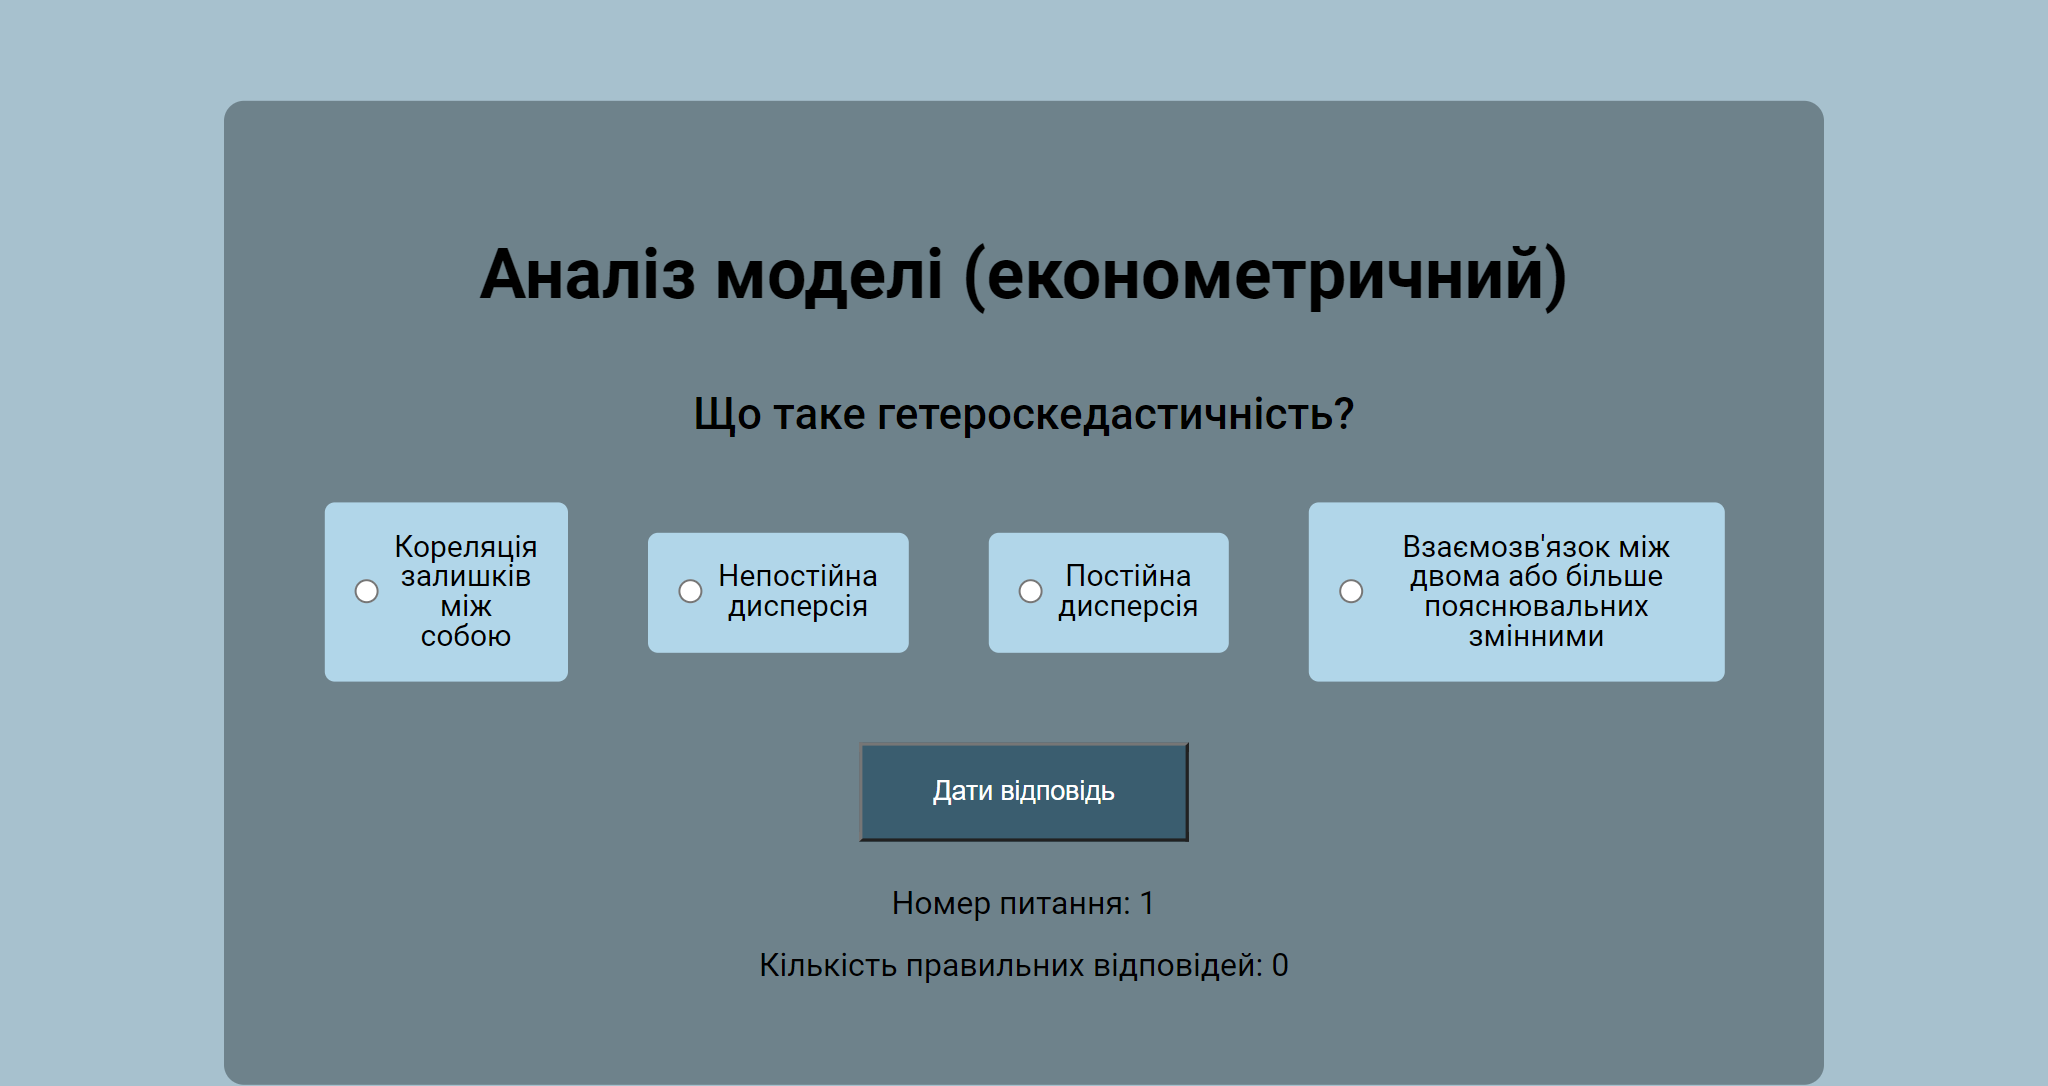 Аналіз моделі (економетричний)
Що таке гетероскедастичність?
Кореляція
залишків
між
собою
Непостійна
дисперсія
Постійна
дисперсія
Взаємозв'язок між
двома або більше
пояснювальних
змінними
Дати відповідь
Номер питання: 1
Кількість правильних відповідей: 0